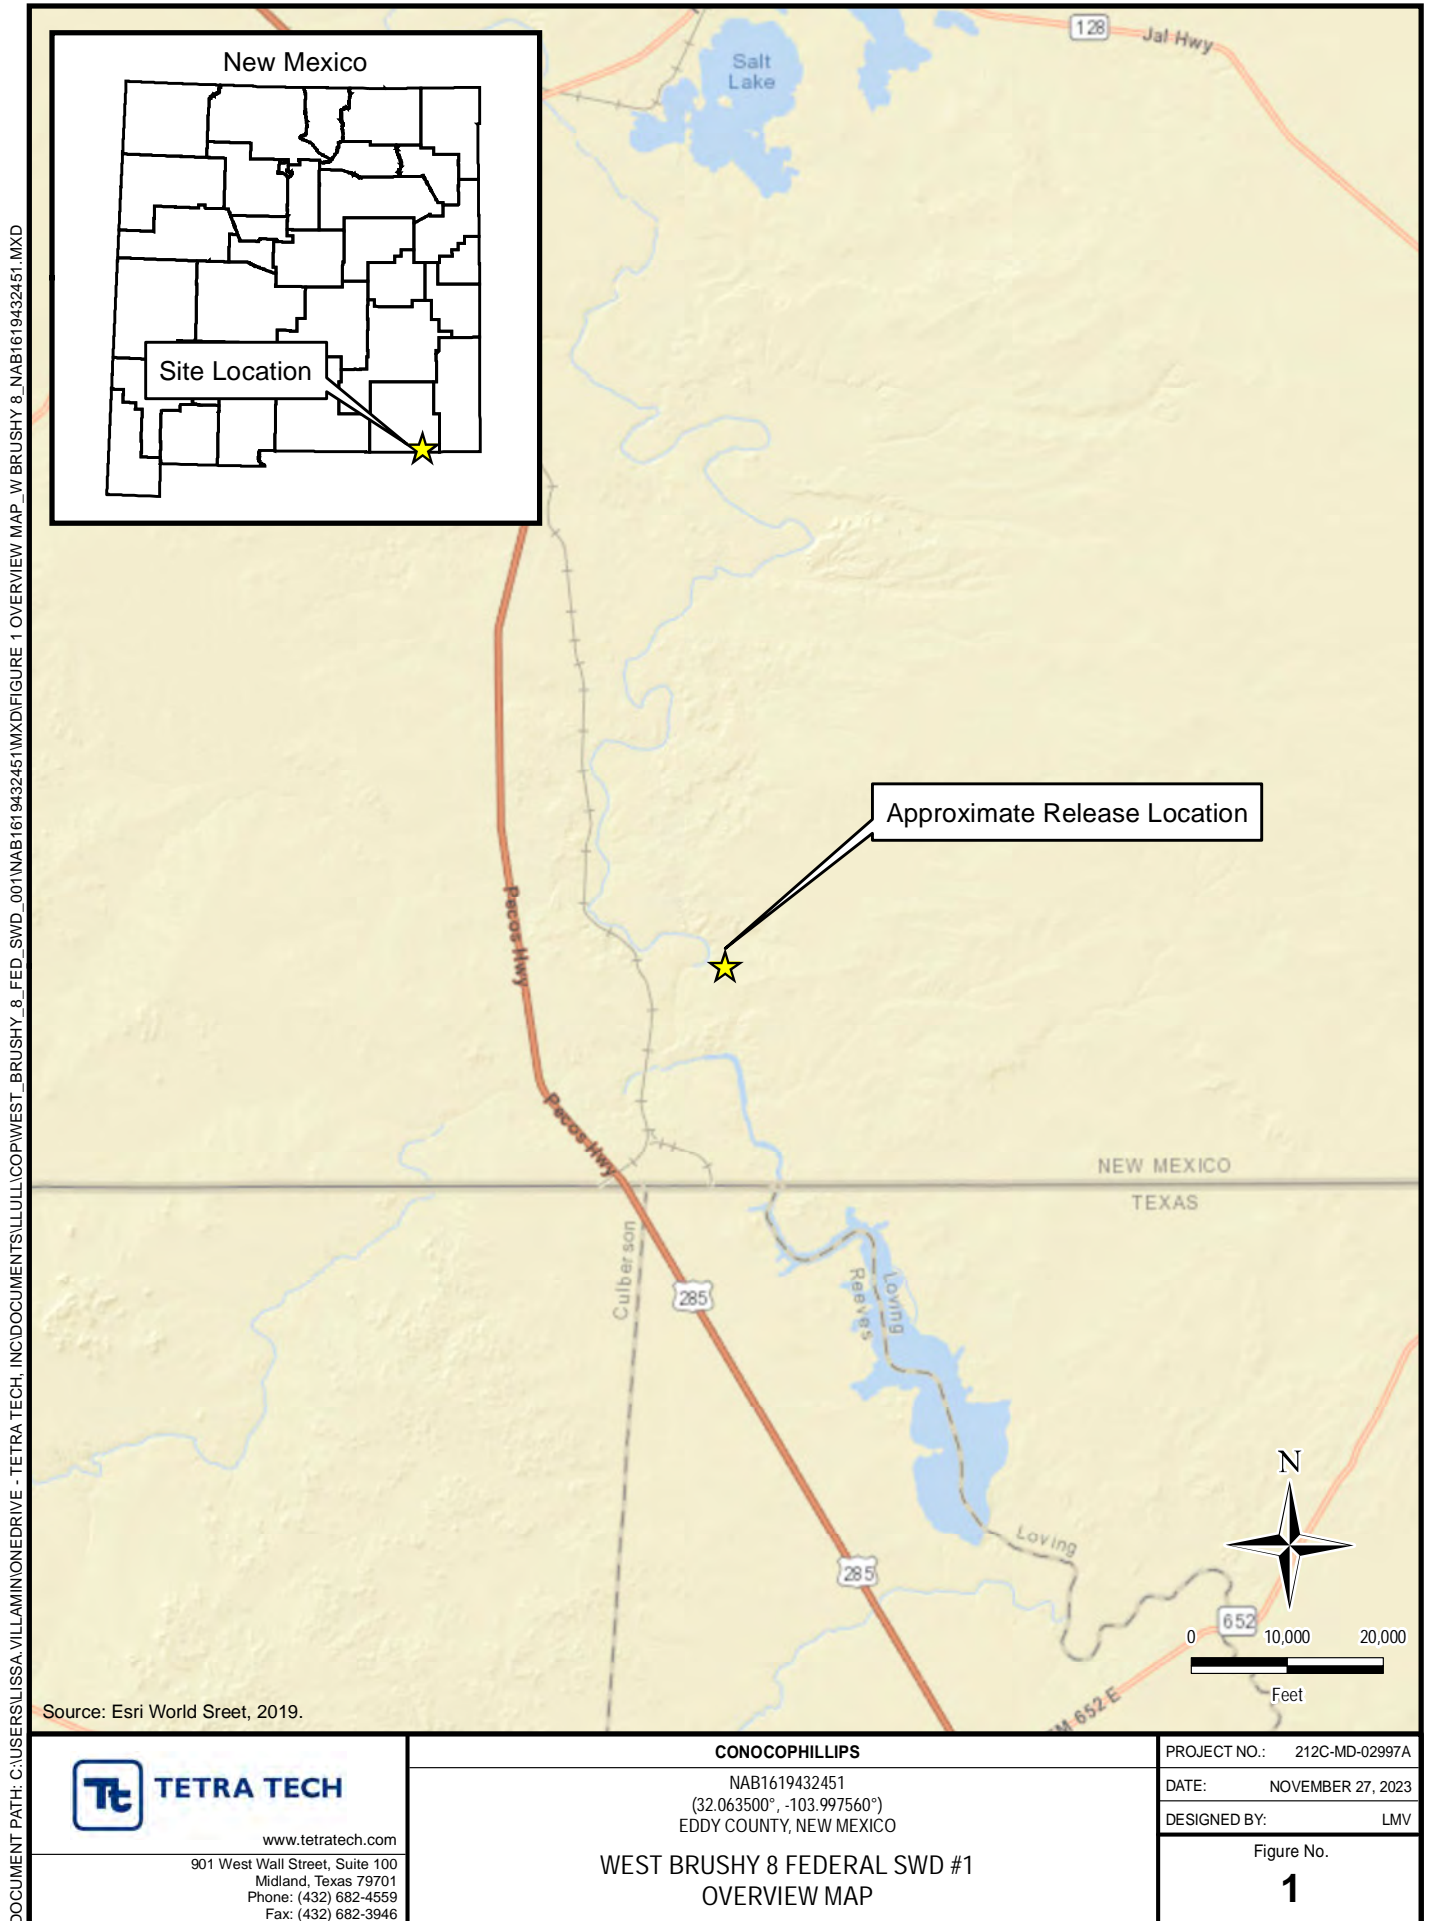 DOCUMENT PATH: C:\USERS\LISSA.VILLAMIN\ONEDRIVE - TETRA TECH, INC\DOCUMENTS\LLULL\COP\WEST_BRUSHY_8_FED_SWD_001\NAB1619432451\MXD\FIGURE 1 OVERVIEW MAP_W BRUSHY 8_NAB1619432451.MXD
New Mexico
Site Location
Salt
Lake
128
Jal Hwy
Approximate Release Location
Pecos Hwy
Pecos Hwy
NEW MEXICO
TEXAS
Culberson
285
Reeves
Loving
Loving
285
N
652
0 10,000 20,000
Feet
FM 652 E
Source: Esri World Sreet, 2019.
TETRA TECH
www.tetratech.com
901 West Wall Street, Suite 100
Midland, Texas 79701
Phone: (432) 682-4559
Fax: (432) 682-3946
CONOCOPHILLIPS
NAB1619432451
(32.063500°, -103.997560°)
EDDY COUNTY, NEW MEXICO
WEST BRUSHY 8 FEDERAL SWD #1
OVERVIEW MAP
PROJECT NO.: 212C-MD-02997A
DATE: NOVEMBER 27, 2023
DESIGNED BY: LMV
Figure No.
1